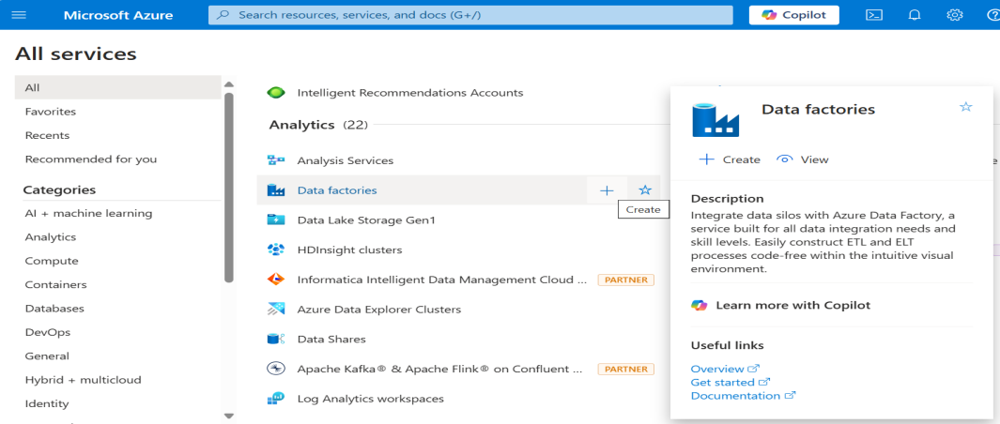 Microsoft Azure
Search resources, services, and docs (G+/)
Copilot
All services
All
Favorites
Recents
Recommended for you
Categories
AI + machine learning
Analytics
Compute
Containers
Databases
DevOps
General
Hybrid + multicloud
Identity
Intelligent Recommendations Accounts
Analytics (22)
Analysis Services
Data factories
Create
Data Lake Storage Gen1
HDInsight clusters
Informatica Intelligent Data Management Cloud ... PARTNER
Azure Data Explorer Clusters
Data Shares
Apache Kafka® & Apache Flink® on Confluent ... PARTNER
Log Analytics workspaces
Data factories
Create View
Description
Integrate data silos with Azure Data Factory, a
service built for all data integration needs and
skill levels. Easily construct ETL and ELT
processes code-free within the intuitive visual
environment.
Learn more with Copilot
Useful links
Overview
Get started
Documentation